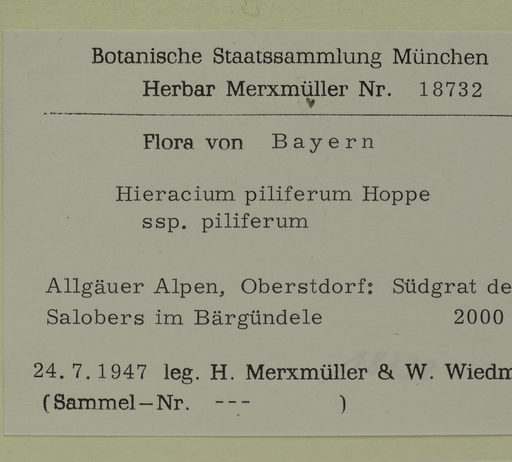 Botanische Staatssammlung München
Herbar Merxmüller Nr. 18732
Flora von Bayern
Hieracium piliferum Hoppe
ssp. piliferum
Allgäuer Alpen, Oberstdorf: Südgrat de
Salobers im Bärgündele 2000
24.7.1947 leg. H. Merxmüller & W. Wiedm
(Sammel-Nr. --- )